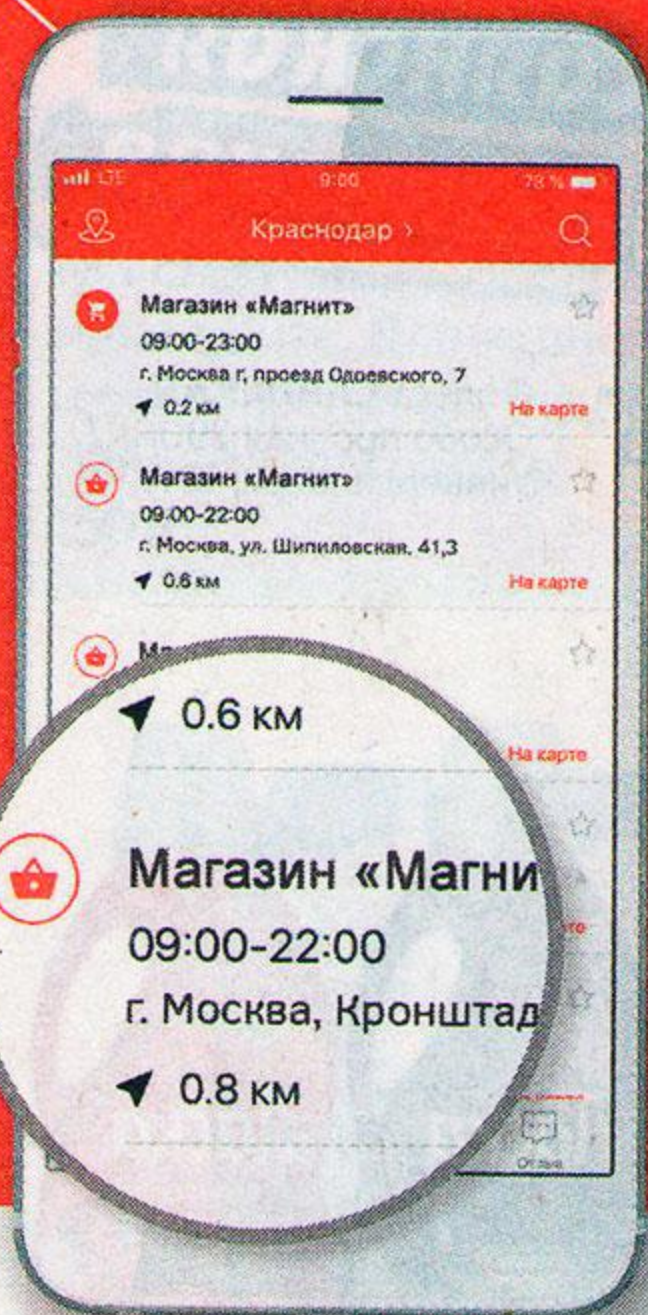 LTE 9:00 78 %
Краснодар ›
Магазин «Магнит»
09:00-23:00
г. Москва г, проезд Одоевского, 7
0.2 км
На карте
Магазин «Магнит»
09:00-22:00
г. Москва, ул. Шипиловская, 41,3
0.6 км
На карте
На карте
0.6 км
Магазин «Магни
09:00-22:00
г. Москва, Кронштад
0.8 км